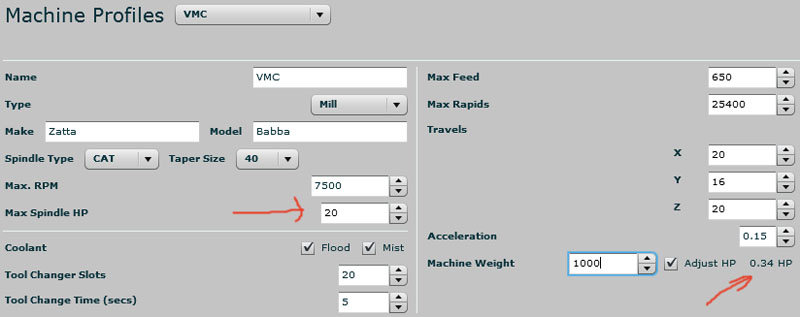 Machine Profiles VMC
Name VMC
Type Mill
Make Zatta Model Babba
Spindle Type CAT Taper Size 40
Max. RPM 7500
Max Spindle HP 20
Coolant Flood Mist
Tool Changer Slots 20
Tool Change Time (secs) 5
Max Feed 650
Max Rapids 25400
Travels
X 20
Y 16
Z 20
Acceleration 0.15
Machine Weight 1000 Adjust HP 0.34 HP